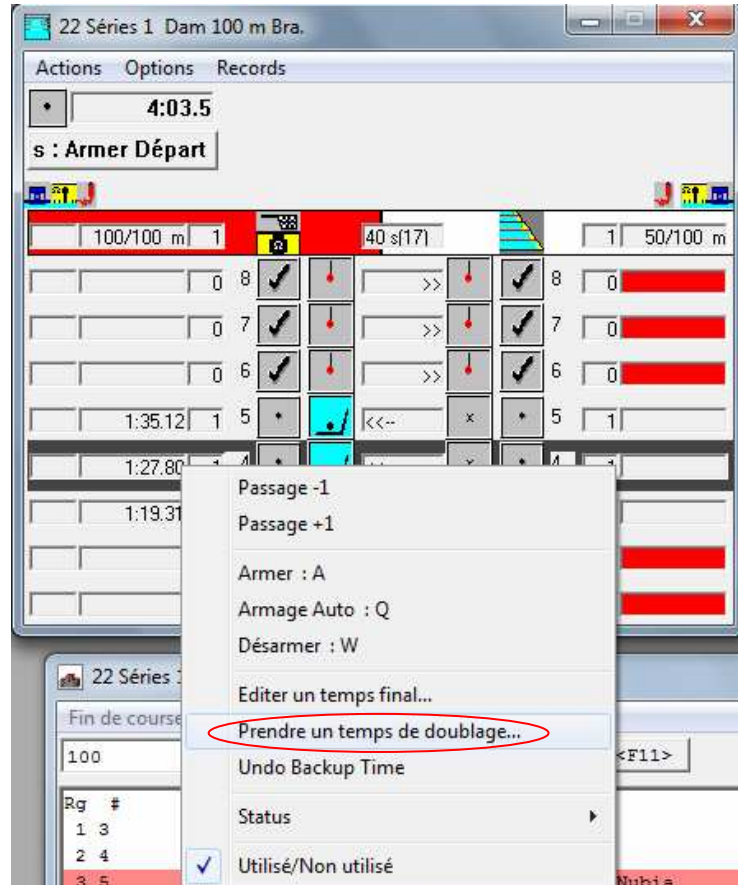 22 Séries 1 Dam 100 m Bra.
Actions Options Records
4:03.5
s : Armer Départ
100/100 m 1 40 s(17) 1 50/100 m
0 8 >> 8 0
0 7 >> 7 0
0 6 >> 6 0
1:35.12 1 5 <<-- x 5 1
1:27.80 1 4 x 4 1
1:19.31
Passage -1
Passage +1
Armer : A
Armage Auto : Q
Désarmer : W
Editer un temps final...
Prendre un temps de doublage...
Undo Backup Time
Status
Utilisé/Non utilisé
22 Séries 1
Fin de course
100 <F11>
Rg #
1 3
2 4
3 5 Nubia